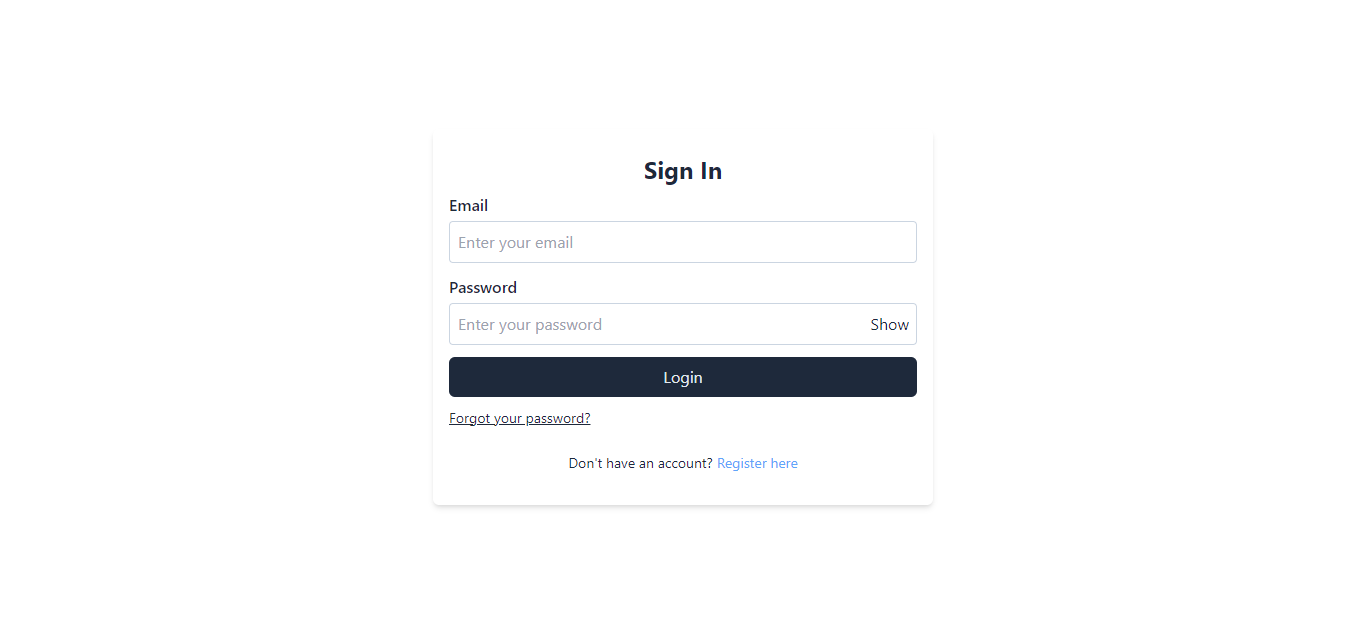 Sign In
Email
Enter your email
Password
Enter your password Show
Login
Forgot your password?
Don't have an account? Register here